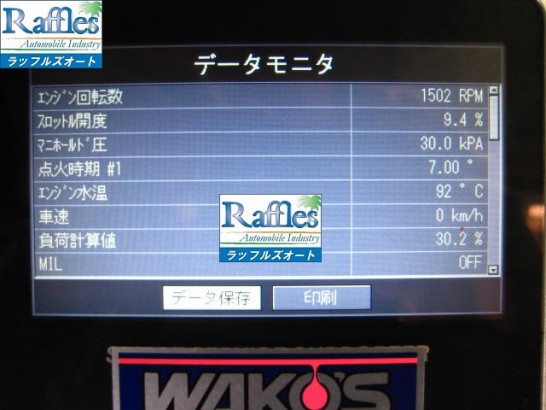 Raffles
Automobile Industry
ラッフルズオート
データモニタ
ｴﾝｼﾞﾝ回転数 1502 RPM
ｽﾛｯﾄﾙ開度 9.4 %
ﾏﾆﾎｰﾙﾄﾞ圧 30.0 kPA
点火時期 #1 7.00 °
ｴﾝｼﾞﾝ水温 92 ° C
車速 0 km/h
負荷計算値 30.2 %
MIL OFF
Raffles
Automobile Industry
ラッフルズオート
データ保存 印刷
WAKO'S